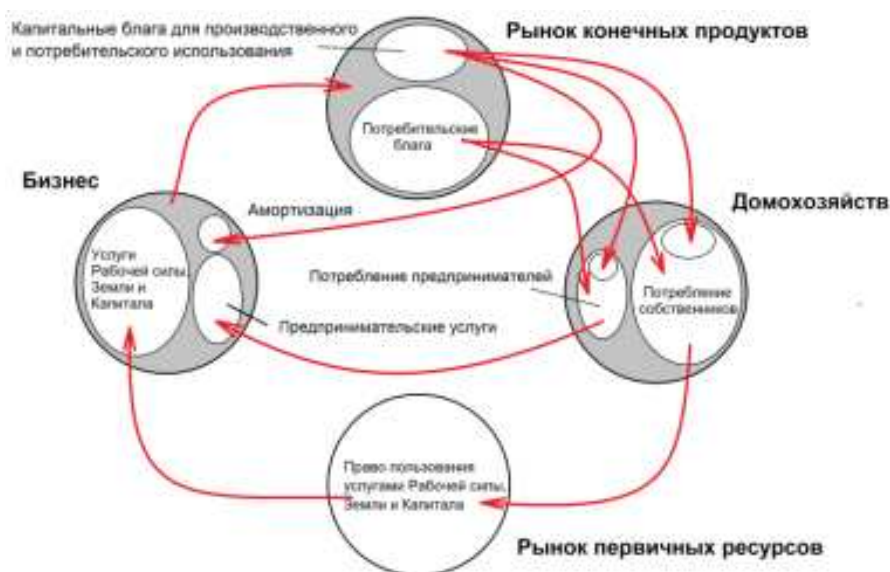 Капитальные блага для производственного
и потребительского использования
Рынок конечных продуктов
Потребительские
блага
Бизнес
Амортизация
Домохозяйств
Услуги
Рабочей силы,
Земли и
Капитала
Потребление предпринимателей
Потребление
собственников
Предпринимательские услуги
Право пользования
услугами Рабочей силы,
Земли и Капитала
Рынок первичных ресурсов